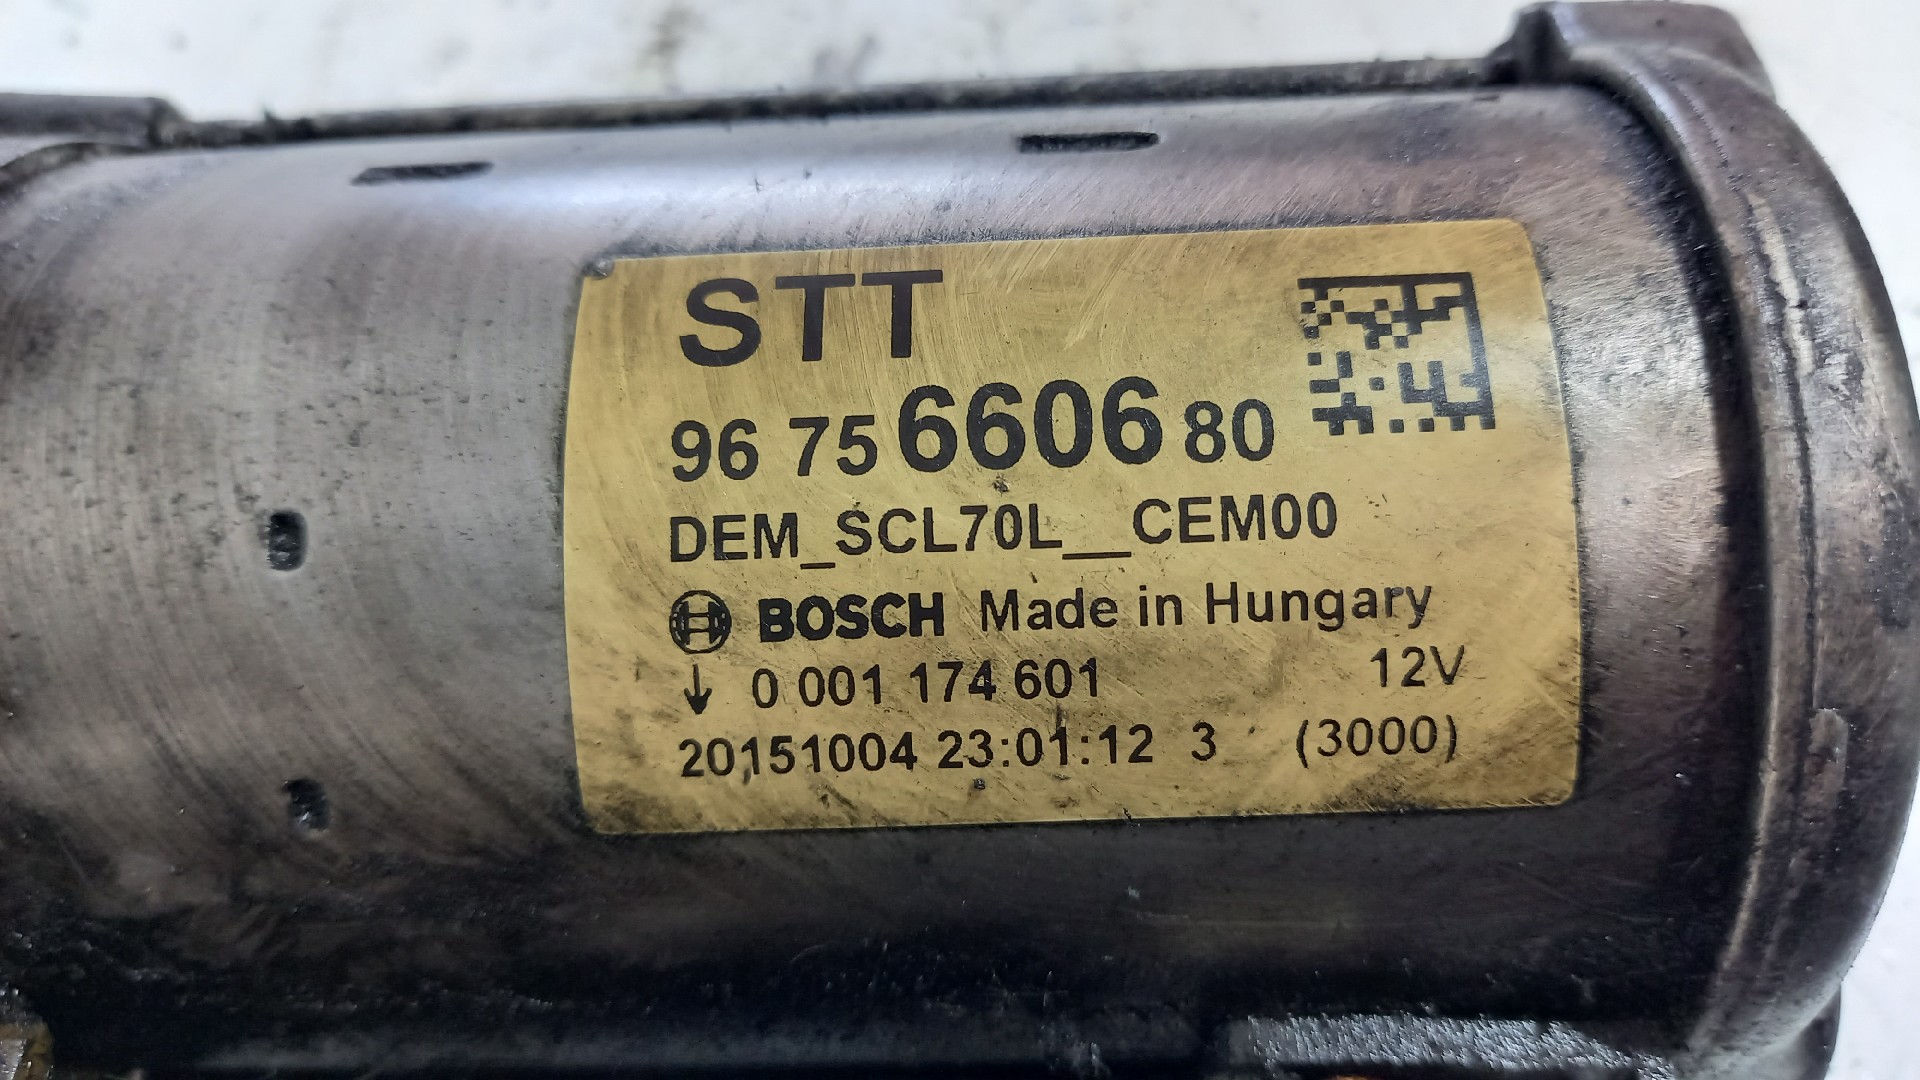 STT
96 75 6606 80
DEM_SCL70L__CEM00
BOSCH Made in Hungary
↓ 0 001 174 601 12V
20151004 23:01:12 3 (3000)